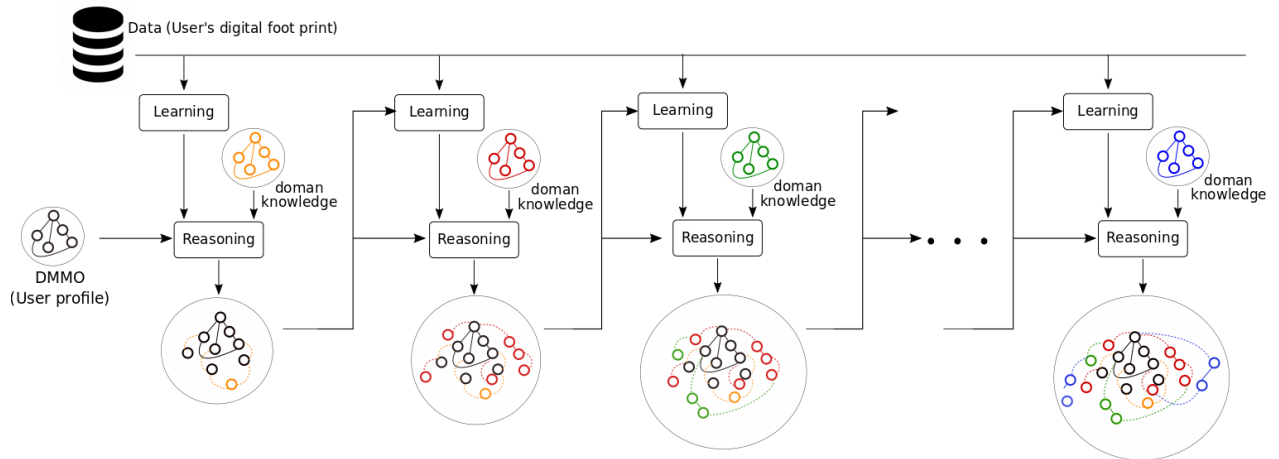 Data (User's digital foot print)
Learning
Learning
Learning
Learning
doman
knowledge
doman
knowledge
doman
knowledge
doman
knowledge
Reasoning
Reasoning
Reasoning
Reasoning
DMMO
(User profile)